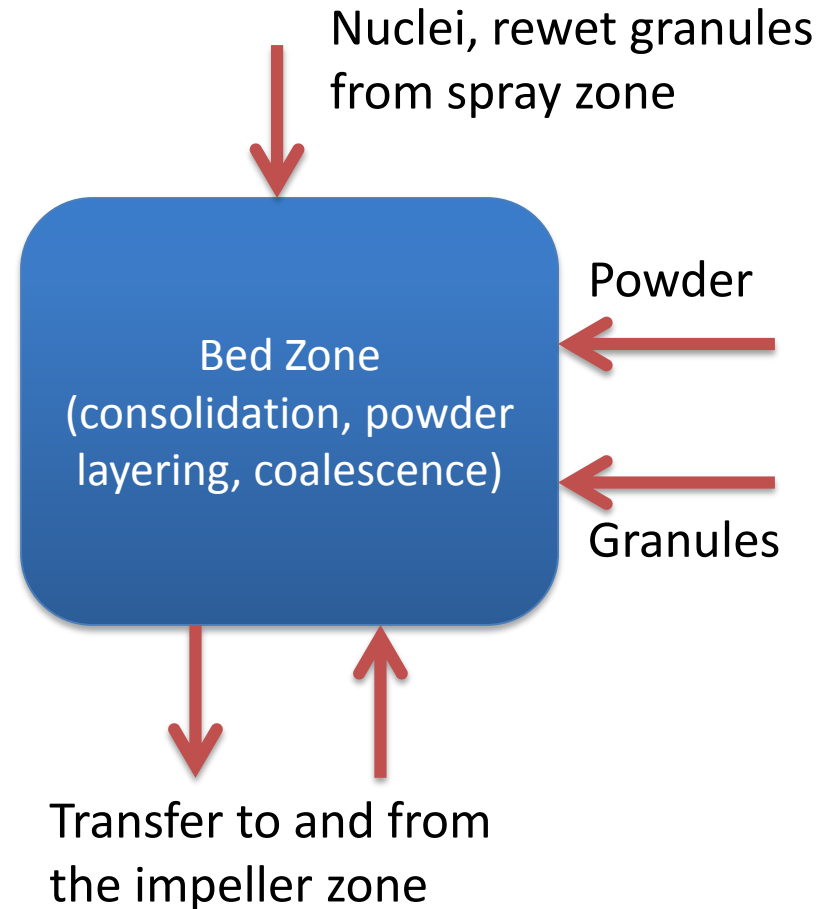 Nuclei, rewet granules
from spray zone
Powder
Bed Zone
(consolidation, powder
layering, coalescence)
Granules
Transfer to and from
the impeller zone